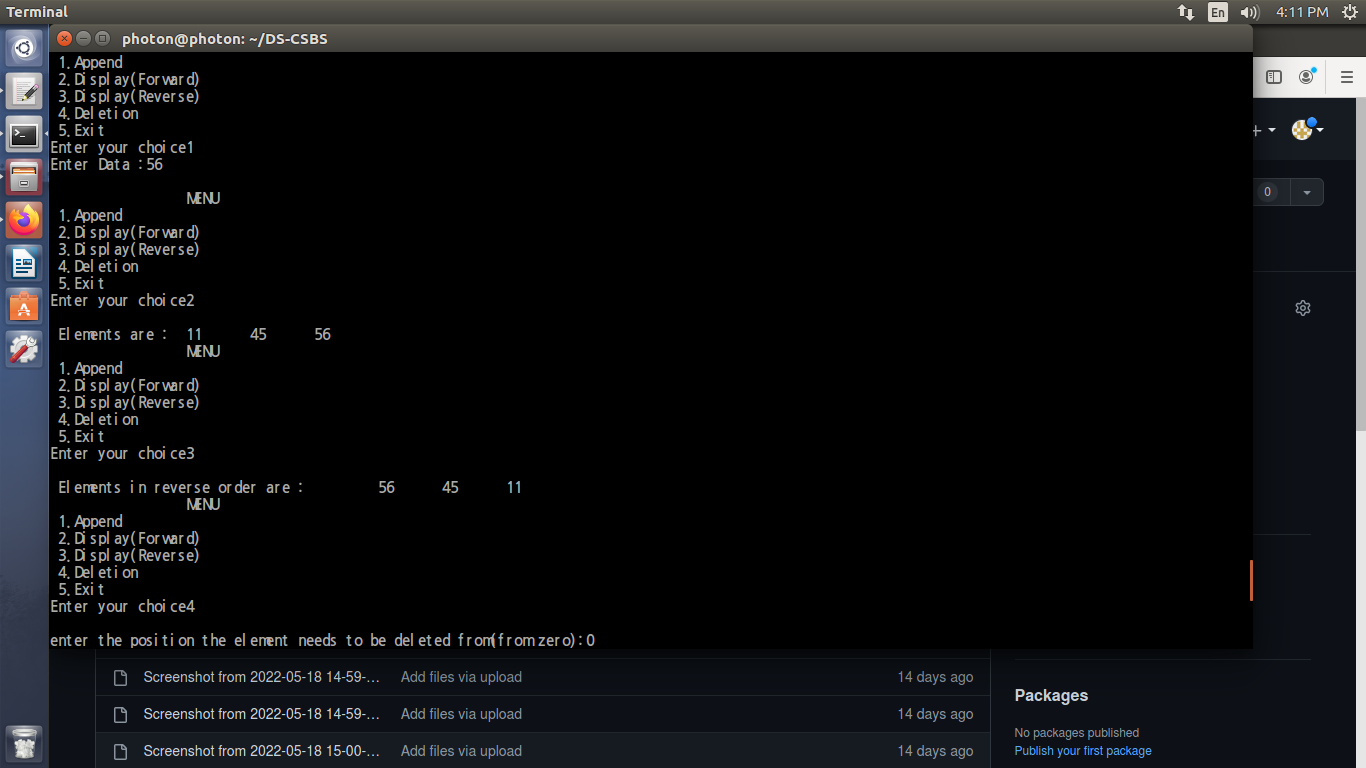 Terminal
En
4:11 PM
photon@photon: ~/DS-CSBS
1.Append
2.Display(Forward)
3.Display(Reverse)
4.Deletion
5.Exit
Enter your choice1
Enter Data :56
MENU
1.Append
2.Display(Forward)
3.Display(Reverse)
4.Deletion
5.Exit
Enter your choice2
Elements are : 11 45 56
MENU
1.Append
2.Display(Forward)
3.Display(Reverse)
4.Deletion
5.Exit
Enter your choice3
Elements in reverse order are : 56 45 11
MENU
1.Append
2.Display(Forward)
3.Display(Reverse)
4.Deletion
5.Exit
Enter your choice4
enter the position the element needs to be deleted from(from zero):0
0
Screenshot from 2022-05-18 14-59-... Add files via upload 14 days ago
Screenshot from 2022-05-18 14-59-... Add files via upload 14 days ago
Screenshot from 2022-05-18 15-00-... Add files via upload 14 days ago
Packages
No packages published
Publish your first package